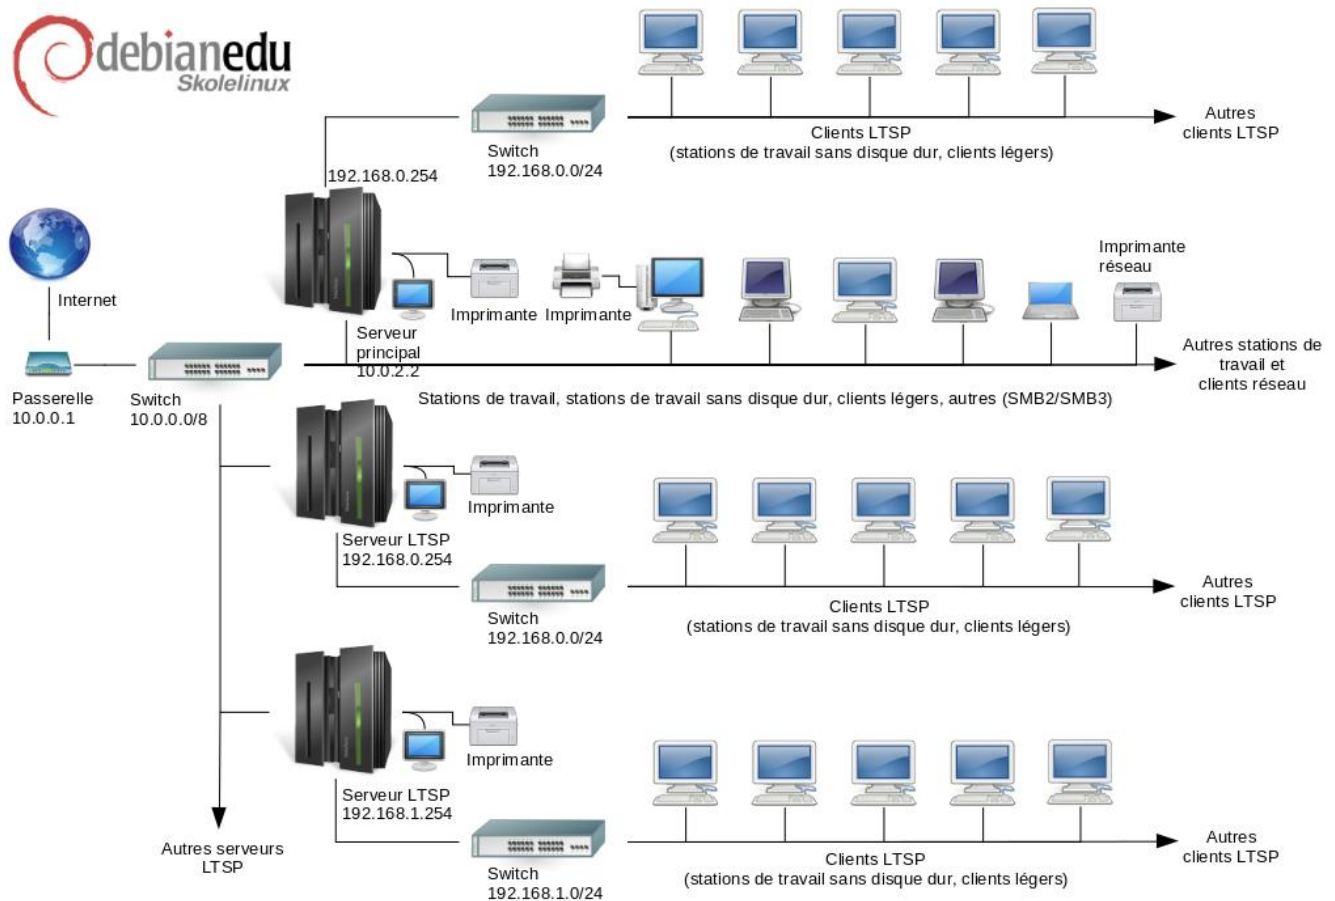 debianedu
Skolelinux
Autres
clients LTSP
Clients LTSP
(stations de travail sans disque dur, clients légers)
Switch
192.168.0.0/24
192.168.0.254
Internet
Imprimante
réseau
Imprimante
Imprimante
Serveur
principal
10.0.2.2
Autres stations de
travail et
clients réseau
Passerelle
10.0.0.1
Switch
10.0.0.0/8
Stations de travail, stations de travail sans disque dur, clients légers, autres (SMB2/SMB3)
Imprimante
Serveur LTSP
192.168.0.254
Autres
clients LTSP
Clients LTSP
(stations de travail sans disque dur, clients légers)
Switch
192.168.0.0/24
Imprimante
Serveur LTSP
192.168.1.254
Autres serveurs
LTSP
Autres
clients LTSP
Clients LTSP
(stations de travail sans disque dur, clients légers)
Switch
192.168.1.0/24